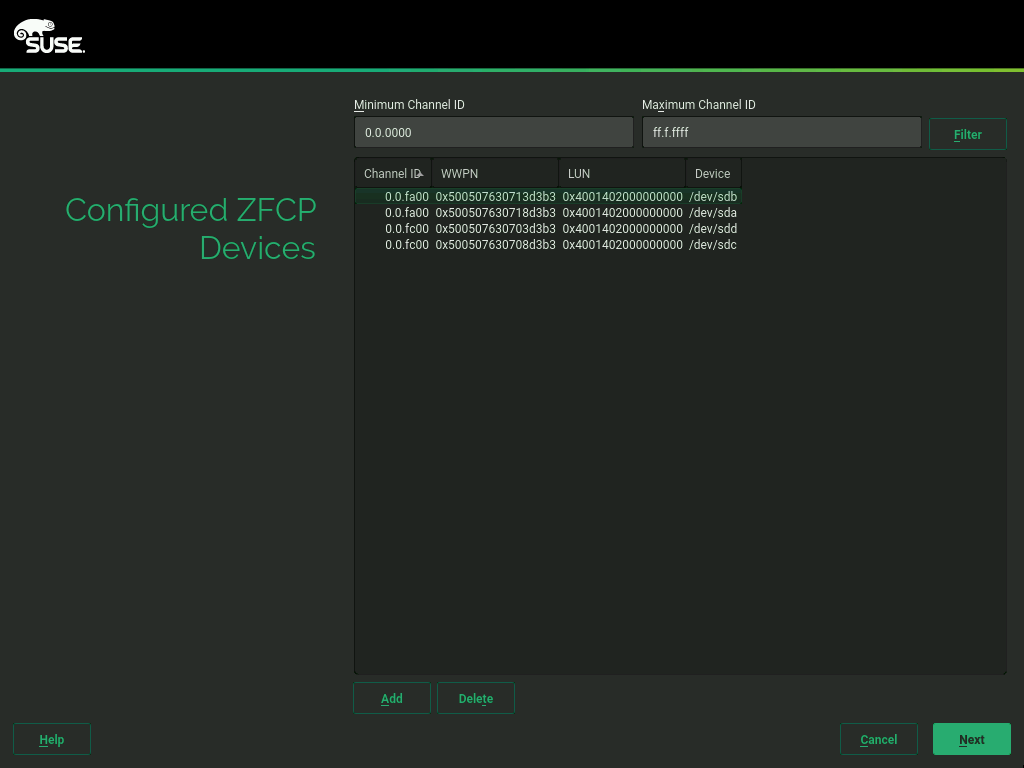 SUSE.
Minimum Channel ID Maximum Channel ID
0.0.0000 ff.f.ffff Filter
Configured ZFCP
Devices
Channel ID WWPN LUN Device
0.0.fa00 0x500507630713d3b3 0x4001402000000000 /dev/sdb
0.0.fa00 0x500507630718d3b3 0x4001402000000000 /dev/sda
0.0.fc00 0x500507630703d3b3 0x4001402000000000 /dev/sdd
0.0.fc00 0x500507630708d3b3 0x4001402000000000 /dev/sdc
Add Delete
Help Cancel Next